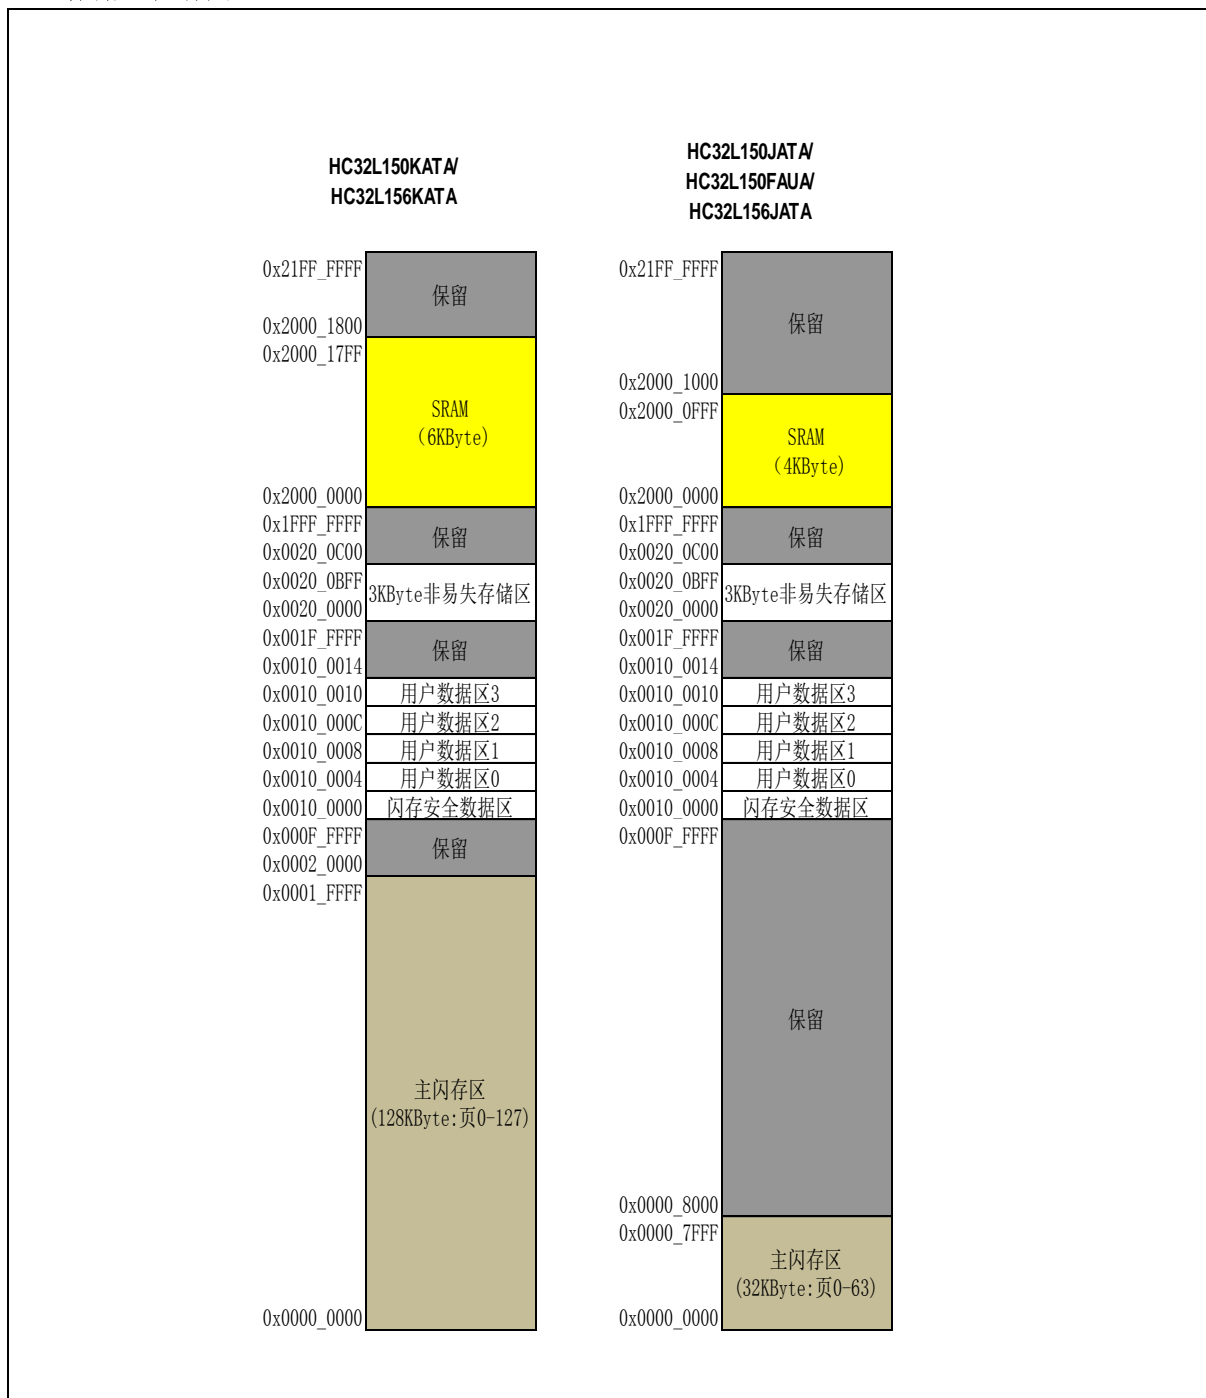 HC32L150KATA/
HC32L156KATA
0x21FF_FFFF
保留
0x2000_1800
0x2000_17FF
SRAM
(6KByte)
0x2000_0000
0x1FFF_FFFF
保留
0x0020_0C00
0x0020_0BFF
3KByte非易失存储区
0x0020_0000
0x001F_FFFF
保留
0x0010_0014
0x0010_0010 用户数据区3
0x0010_000C 用户数据区2
0x0010_0008 用户数据区1
0x0010_0004 用户数据区0
0x0010_0000 闪存安全数据区
0x000F_FFFF
保留
0x0002_0000
0x0001_FFFF
主闪存区
(128KByte:页0-127)
0x0000_0000
HC32L150JATA/
HC32L150FAUA/
HC32L156JATA
0x21FF_FFFF
保留
0x2000_1000
0x2000_0FFF
SRAM
(4KByte)
0x2000_0000
0x1FFF_FFFF
保留
0x0020_0C00
0x0020_0BFF
3KByte非易失存储区
0x0020_0000
0x001F_FFFF
保留
0x0010_0014
0x0010_0010 用户数据区3
0x0010_000C 用户数据区2
0x0010_0008 用户数据区1
0x0010_0004 用户数据区0
0x0010_0000 闪存安全数据区
0x000F_FFFF
保留
0x0000_8000
0x0000_7FFF
主闪存区
(32KByte:页0-63)
0x0000_0000